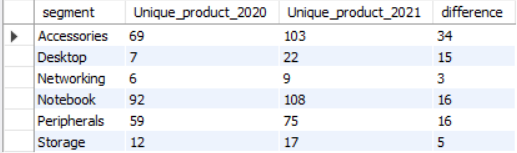 segment Unique_product_2020 Unique_product_2021 difference
Accessories 69 103 34
Desktop 7 22 15
Networking 6 9 3
Notebook 92 108 16
Peripherals 59 75 16
Storage 12 17 5